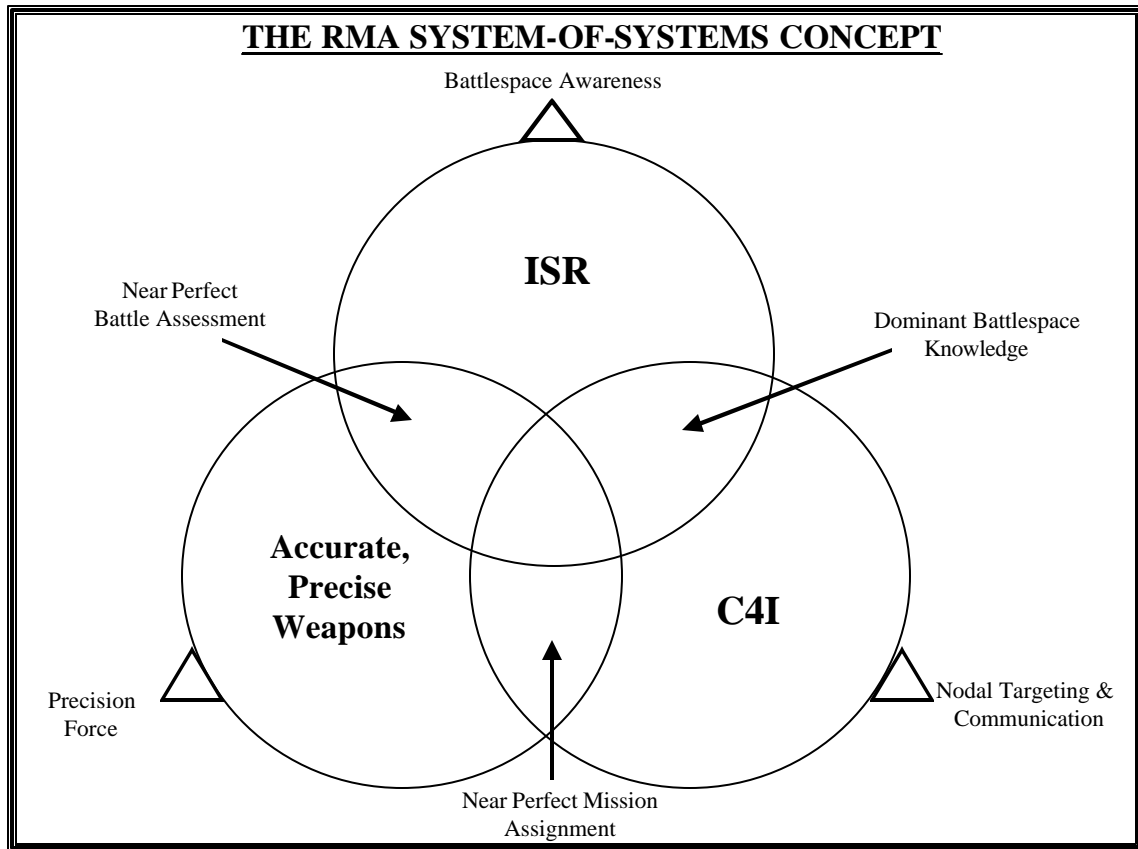 THE RMA SYSTEM-OF-SYSTEMS CONCEPT
Battlespace Awareness
ISR
Near Perfect
Battle Assessment
Dominant Battlespace
Knowledge
Accurate,
Precise
Weapons
C4I
Precision
Force
Nodal Targeting &
Communication
Near Perfect Mission
Assignment